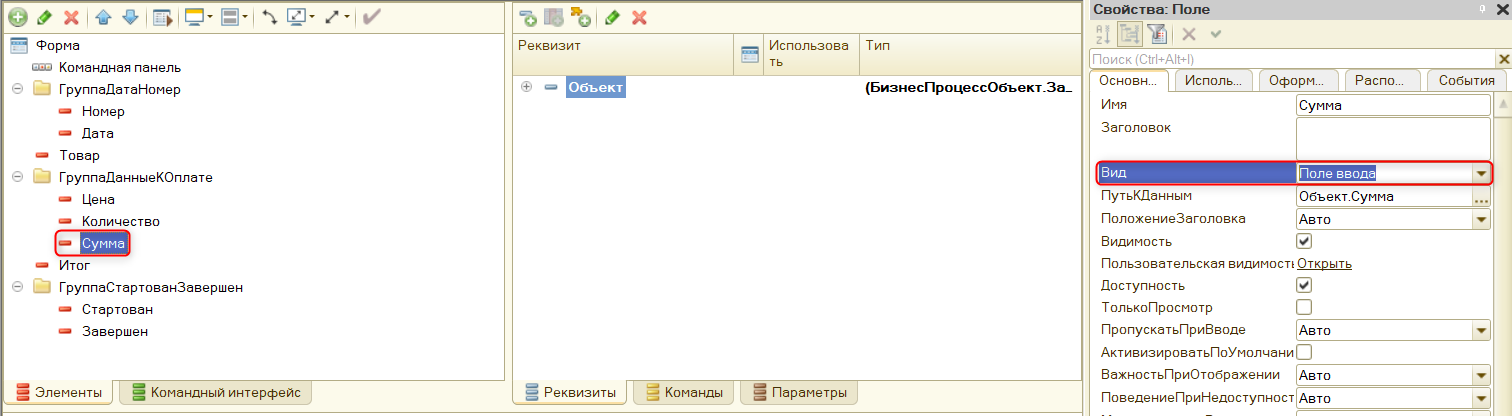 Форма
Командная панель
ГруппаДатаНомер
Номер
Дата
Товар
ГруппаДанныеКОплате
Цена
Количество
Сумма
Итог
ГруппаСтартованЗавершен
Стартован
Завершен
Элементы
Командный интерфейс
Реквизит
Использова
ть
Тип
Объект
(БизнесПроцессОбъект.За...
Реквизиты
Команды
Параметры
Свойства: Поле
Поиск (Ctrl+Alt+I)
Основн... Исполь... Оформ... Распо... События
Имя Сумма
Заголовок
Вид Поле ввода
ПутьКДанным Объект.Сумма ...
ПоложениеЗаголовка Авто
Видимость
Пользовательская видимость Открыть
Доступность
ТолькоПросмотр
ПропускатьПриВводе Авто
АктивизироватьПоУмолчани
ВажностьПриОтображении Авто
ПоведениеПриНедоступност Авто